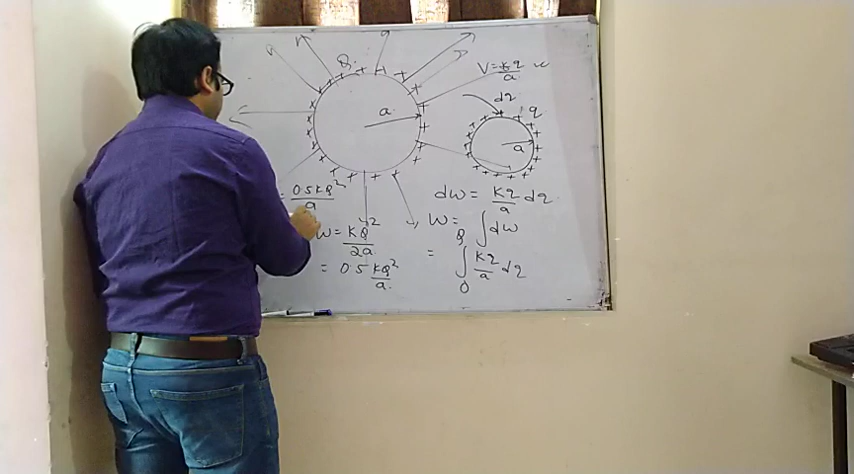 Q
q
a
V = kq/a
dq
q
a
= 0.5kQ²/a
W = kQ²/2a
= 0.5 kQ²/a.
dw = kq/a dq
W = ∫dw
= ∫₀^Q kq/a dq